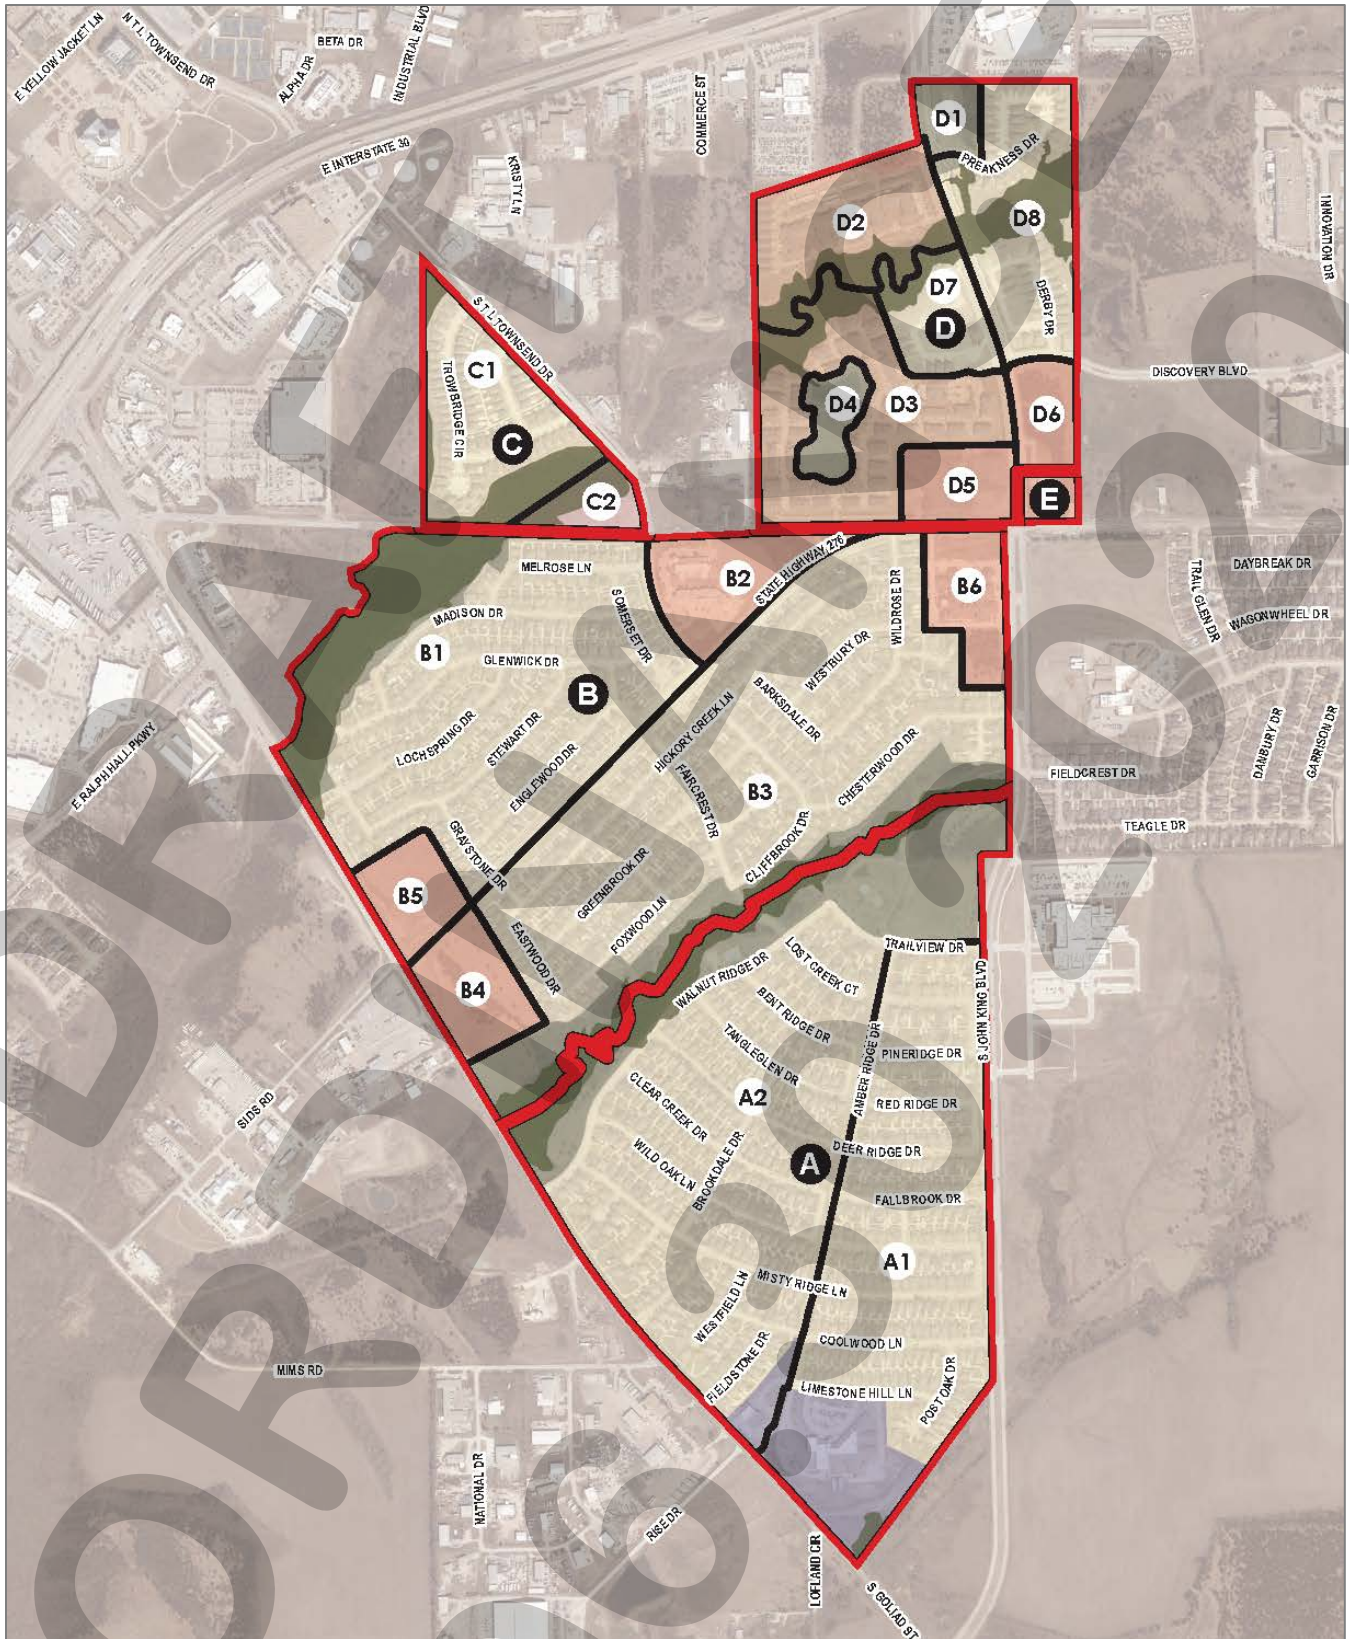 E YELLOW JACKET LN
N T L TOWNSEND DR
BETA DR
ALPHA DR
INDUSTRIAL BLVD
COMMERCE ST
E INTERSTATE 30
KRISTY LN
INNOVATION DR
D1
PREAKNESS DR
D2
D8
D7
D
DERBY DR
S T L TOWNSEND DR
C1
TROWBRIDGE CIR
C
C2
DISCOVERY BLVD
D4
D3
D6
D5
E
MELROSE LN
B2
STATE HIGHWAY 276
B6
WILDROSE DR
DAYBREAK DR
TRAIL GLEN DR
WAGONWHEEL DR
MADISON DR
SOMERSET DR
B1
GLENWICK DR
WESTBURY DR
B
BARKSDALE DR
HICKORY CREEK LN
LOCHSPRING DR
STEWART DR
ENGLEWOOD DR
FAIRCREST DR
B3
CHESTERWOOD DR
E RALPH HALL PKWY
FIELDCREST DR
DANBURY DR
GARRISON DR
TEAGLE DR
GRAYSTONE DR
CLIFFBROOK DR
B5
GREENBROOK DR
FOXWOOD LN
EASTWOOD DR
B4
TRAILVIEW DR
LOST CREEK CT
WALNUT RIDGE DR
BENT RIDGE DR
S JOHN KING BLVD
TANGLEGLEN DR
PINERIDGE DR
AMBER RIDGE DR
A2
RED RIDGE DR
CLEAR CREEK DR
SIDS RD
WILD OAK LN
BROOKDALE DR
DEER RIDGE DR
A
FALLBROOK DR
A1
MISTY RIDGE LN
WESTFIELD LN
COOLWOOD LN
FIELDSTONE DR
MIMS RD
LIMESTONE HILL LN
POST OAK DR
NATIONAL DR
RISE DR
LOFLAND CIR
S GOLIAD ST
DRAFT
ORDINANCE